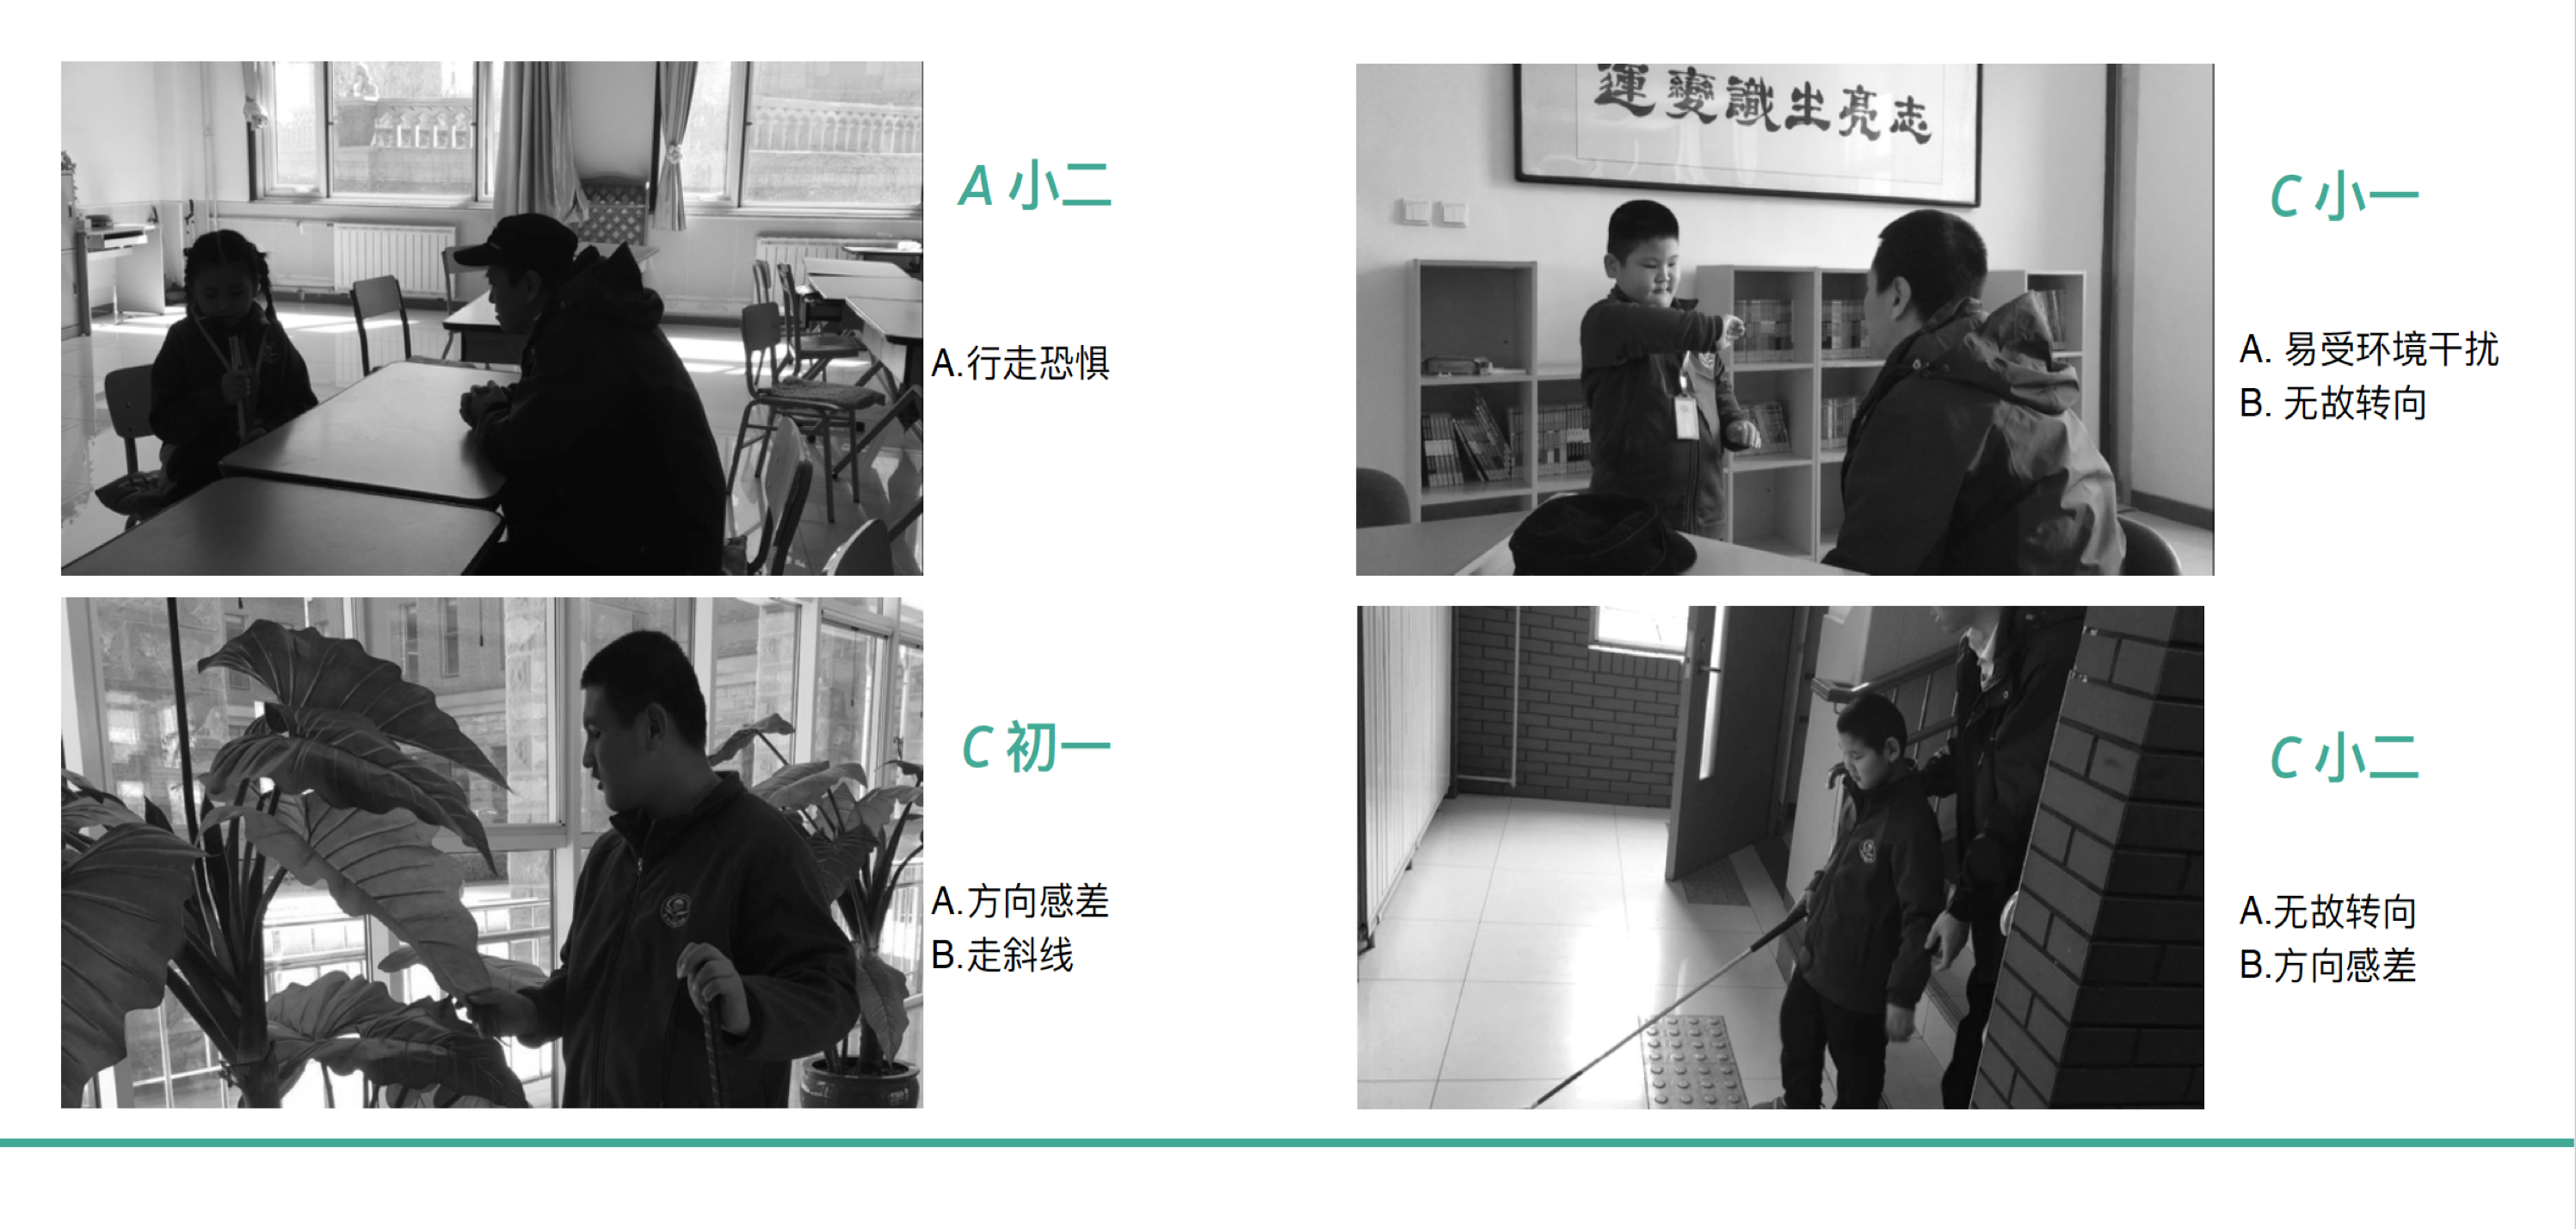 A 小二
A.行走恐惧
運變識生亮志
C 小一
A. 易受环境干扰
B. 无故转向
C 初一
A.方向感差
B.走斜线
C 小二
A.无故转向
B.方向感差